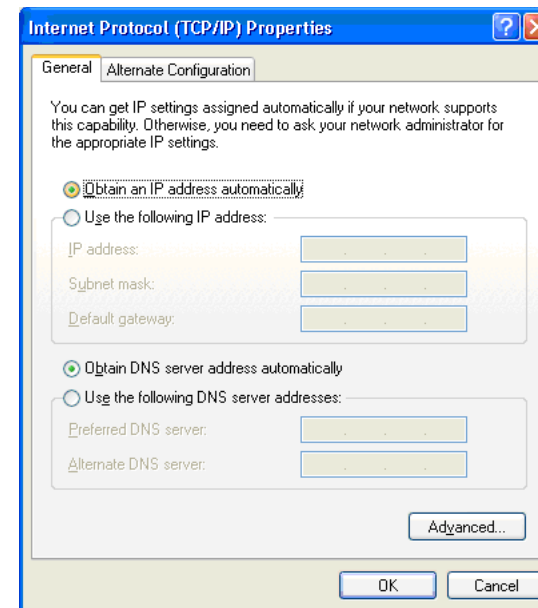 Internet Protocol (TCP/IP) Properties
General Alternate Configuration
You can get IP settings assigned automatically if your network supports
this capability. Otherwise, you need to ask your network administrator for
the appropriate IP settings.
Obtain an IP address automatically
Use the following IP address:
IP address:
Subnet mask:
Default gateway:
Obtain DNS server address automatically
Use the following DNS server addresses:
Preferred DNS server:
Alternate DNS server:
Advanced...
OK Cancel